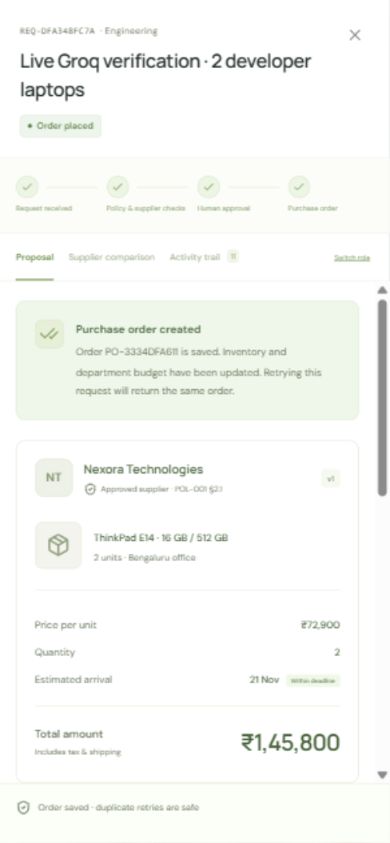 REQ-DFA348FC7A · Engineering
Live Groq verification · 2 developer
laptops
Order placed
Request received
Policy & supplier checks
Human approval
Purchase order
Proposal
Supplier comparison
Activity trail 11
Switch role
Purchase order created
Order PO-3334DFA611 is saved. Inventory and
department budget have been updated. Retrying this
request will return the same order.
NT
Nexora Technologies
Approved supplier · POL-001 §2.1
v1
ThinkPad E14 · 16 GB / 512 GB
2 units · Bengaluru office
Price per unit ₹72,900
Quantity 2
Estimated arrival 21 Nov Within deadline
Total amount ₹1,45,800
Includes tax & shipping
Order saved · duplicate retries are safe